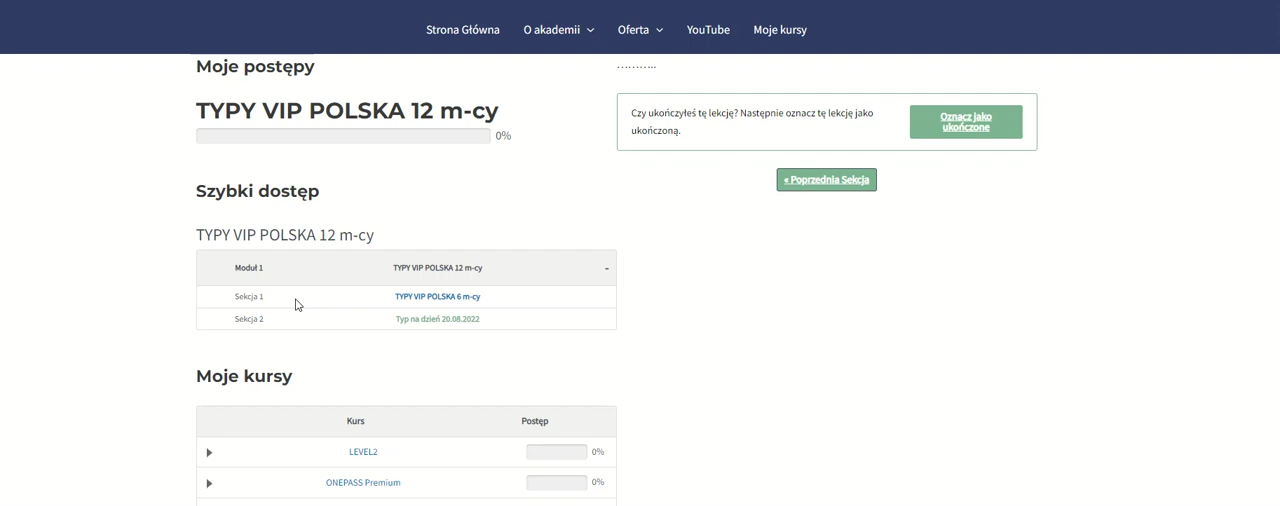 Strona Główna O akademii Oferta YouTube Moje kursy
Moje postępy
TYPY VIP POLSKA 12 m-cy
0%
Szybki dostęp
TYPY VIP POLSKA 12 m-cy
Moduł 1 TYPY VIP POLSKA 12 m-cy -
Sekcja 1 TYPY VIP POLSKA 6 m-cy
Sekcja 2 Typ na dzień 20.08.2022
Moje kursy
Kurs Postęp
LEVEL2 0%
ONEPASS Premium 0%
………..
Czy ukończyłeś tę lekcję? Następnie oznacz tę lekcję jako
ukończoną.
Oznacz jako
ukończone
« Poprzednia Sekcja